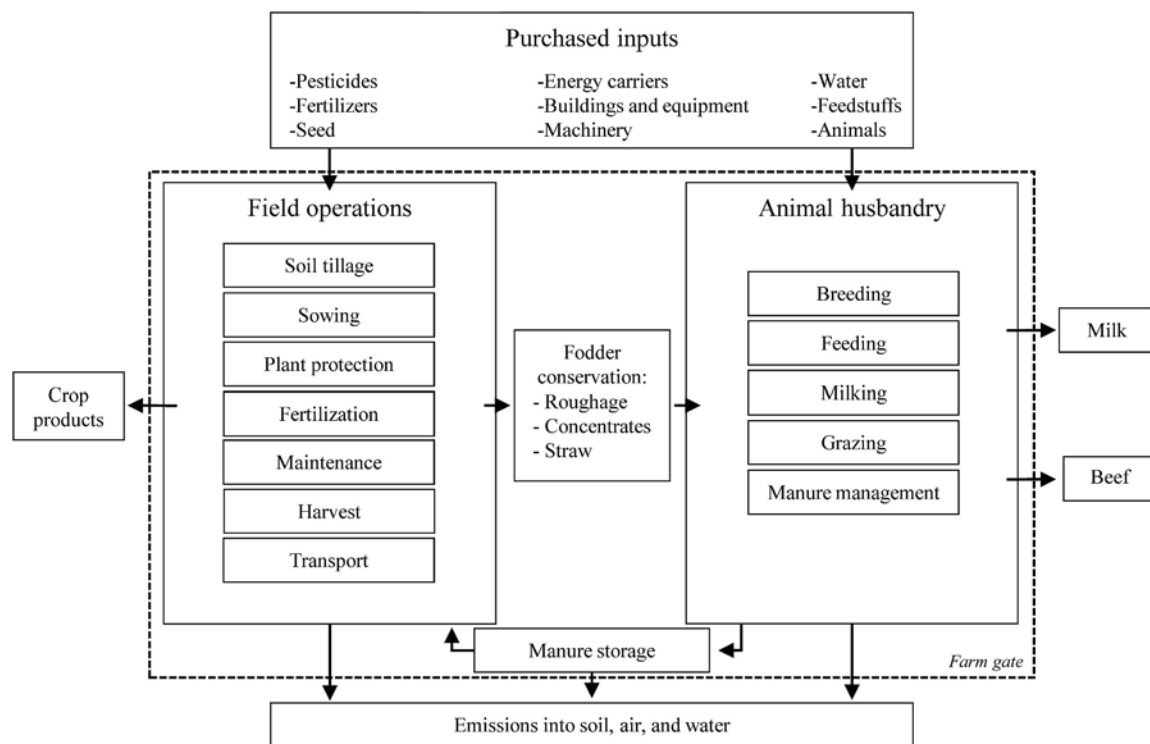 Purchased inputs
-Pesticides
-Fertilizers
-Seed
-Energy carriers
-Buildings and equipment
-Machinery
-Water
-Feedstuffs
-Animals
Field operations
Soil tillage
Sowing
Plant protection
Fertilization
Maintenance
Harvest
Transport
Crop
products
Fodder
conservation:
- Roughage
- Concentrates
- Straw
Animal husbandry
Breeding
Feeding
Milking
Grazing
Manure management
Milk
Beef
Manure storage
Farm gate
Emissions into soil, air, and water